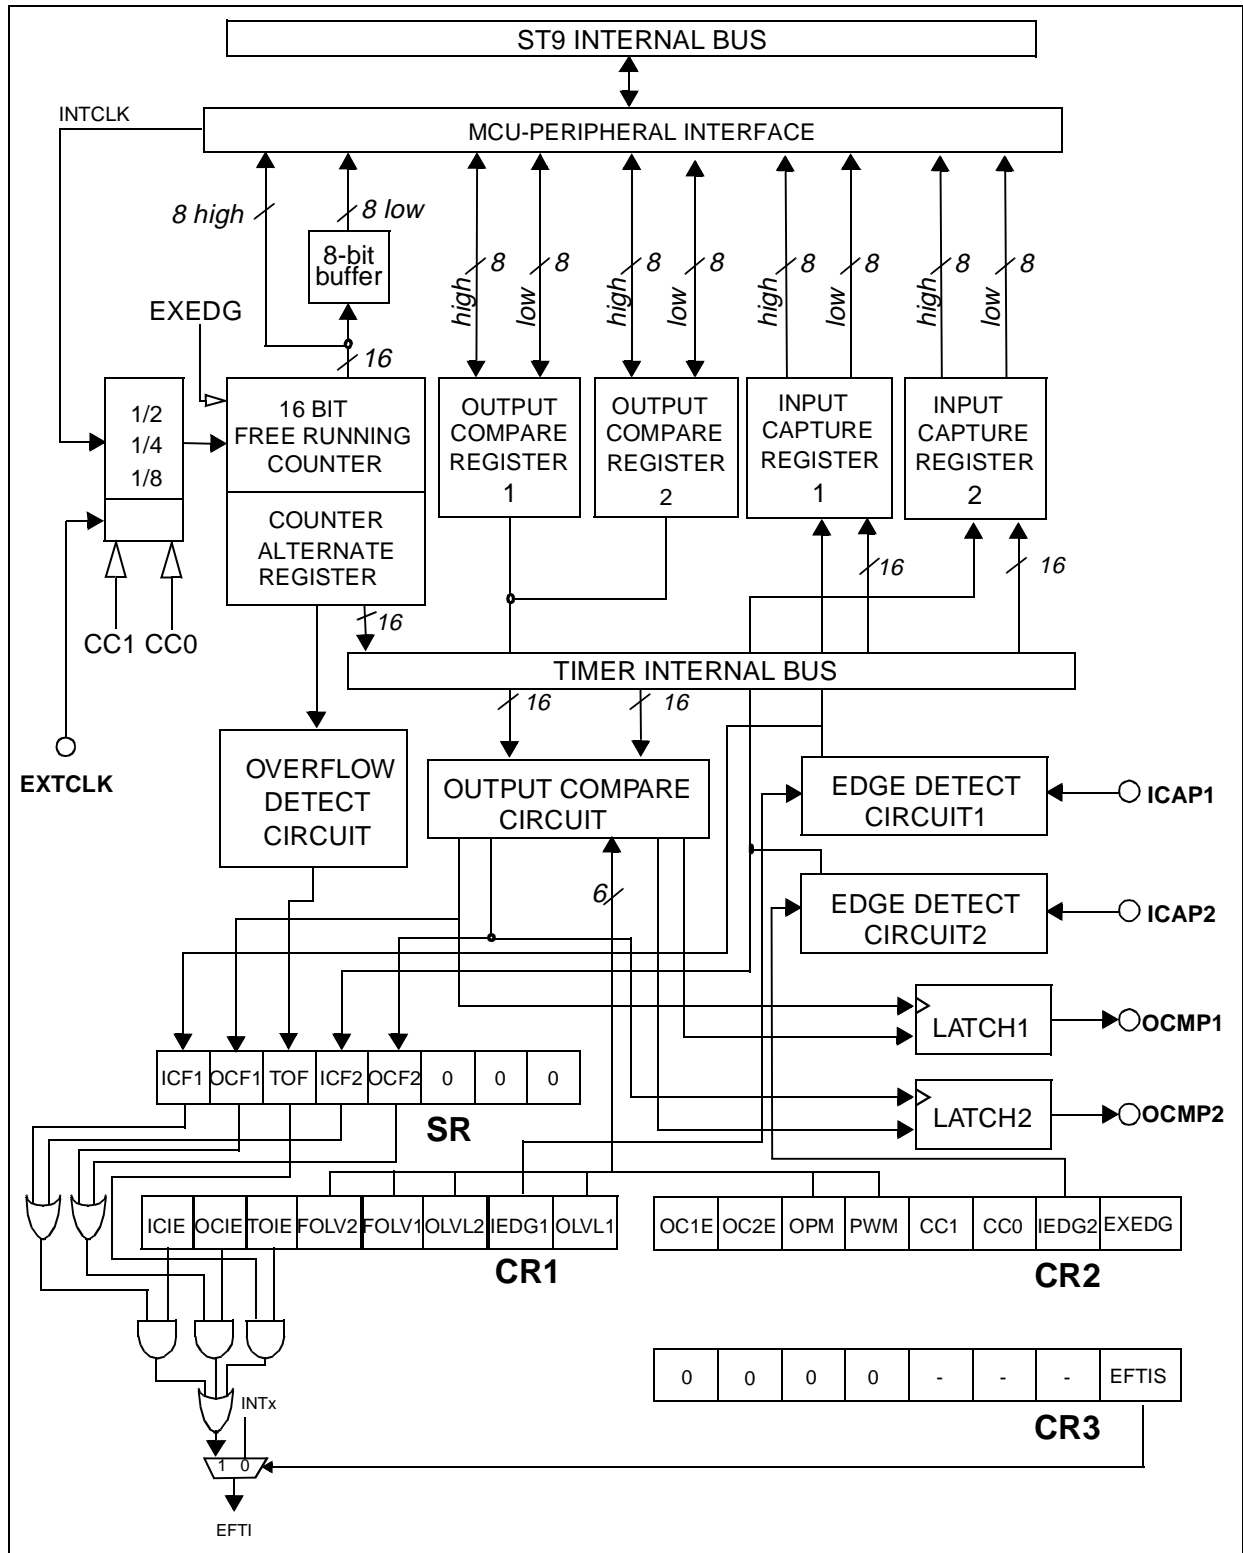 ST9 INTERNAL BUS
INTCLK
MCU-PERIPHERAL INTERFACE
8 high
8 low
8-bit
buffer
high
8
low
8
high
8
low
8
high
8
low
8
high
8
low
8
EXEDG
16
1/2
1/4
1/8
16 BIT
FREE RUNNING
COUNTER
COUNTER
ALTERNATE
REGISTER
OUTPUT
COMPARE
REGISTER
1
OUTPUT
COMPARE
REGISTER
2
INPUT
CAPTURE
REGISTER
1
INPUT
CAPTURE
REGISTER
2
16
16
CC1 CC0
16
TIMER INTERNAL BUS
16
16
EXTCLK
OVERFLOW
DETECT
CIRCUIT
OUTPUT COMPARE
CIRCUIT
EDGE DETECT
CIRCUIT1
ICAP1
6
EDGE DETECT
CIRCUIT2
ICAP2
LATCH1
OCMP1
LATCH2
OCMP2
ICF1 OCF1 TOF ICF2 OCF2 0 0 0
SR
ICIE OCIE TOIE FOLV2 FOLV1 OLVL2 IEDG1 OLVL1
CR1
OC1E OC2E OPM PWM CC1 CC0 IEDG2 EXEDG
CR2
0 0 0 0 - - - EFTIS
CR3
INTx
1 0
EFTI